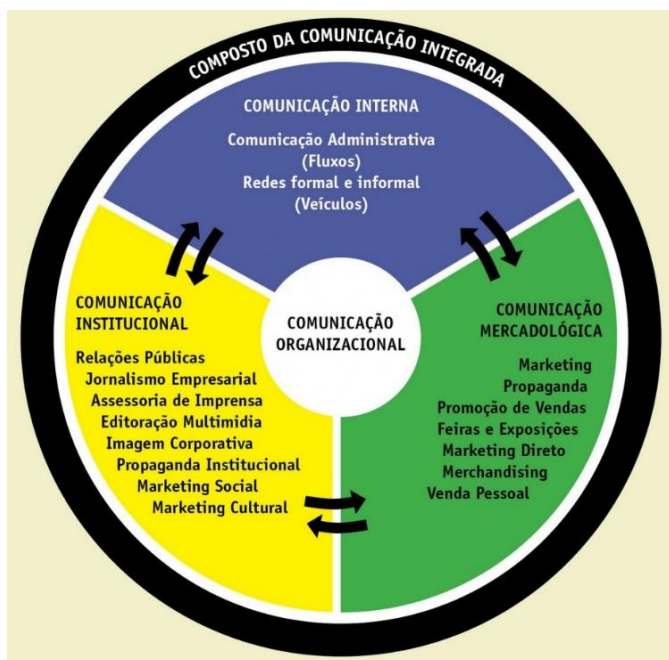 COMPOSTO DA COMUNICAÇÃO INTEGRADA
COMUNICAÇÃO INTERNA
Comunicação Administrativa
(Fluxos)
Redes formal e informal
(Veículos)
COMUNICAÇÃO
INSTITUCIONAL
Relações Públicas
Jornalismo Empresarial
Assessoria de Imprensa
Editoração Multimidia
Imagem Corporativa
Propaganda Institucional
Marketing Social
Marketing Cultural
COMUNICAÇÃO
ORGANIZACIONAL
COMUNICAÇÃO
MERCADOLÓGICA
Marketing
Propaganda
Promoção de Vendas
Feiras e Exposições
Marketing Direto
Merchandising
Venda Pessoal